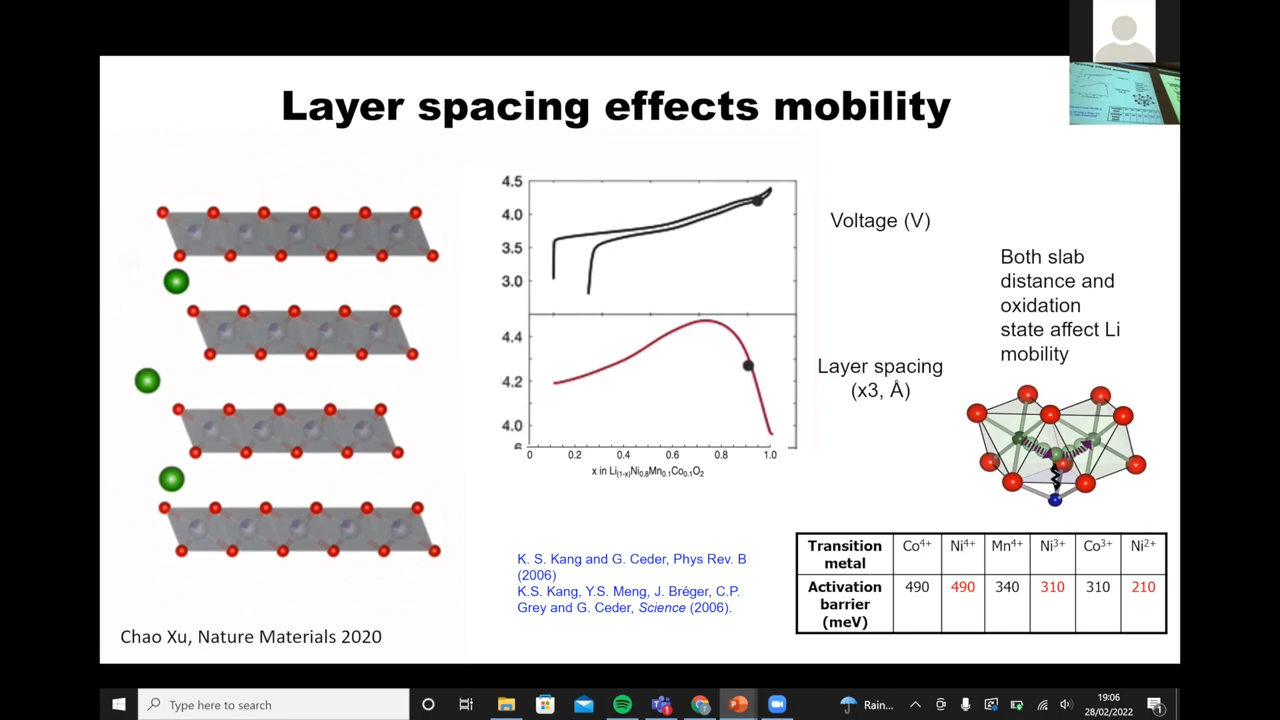 Layer spacing effects mobility
4.5
4.0
3.5
3.0
4.4
4.2
4.0
0 0.2 0.4 0.6 0.8 1.0
x in Li(1-x)Ni0.8Mn0.1Co0.1O2
Voltage (V)
Layer spacing
(x3, Å)
Both slab
distance and
oxidation
state affect Li
mobility
K. S. Kang and G. Ceder, Phys Rev. B
(2006)
K.S. Kang, Y.S. Meng, J. Bréger, C.P.
Grey and G. Ceder, Science (2006).
Transition metal Co4+ Ni4+ Mn4+ Ni3+ Co3+ Ni2+
Activation barrier (meV) 490 490 340 310 310 210
Chao Xu, Nature Materials 2020
Type here to search
Rain...
19:06
28/02/2022